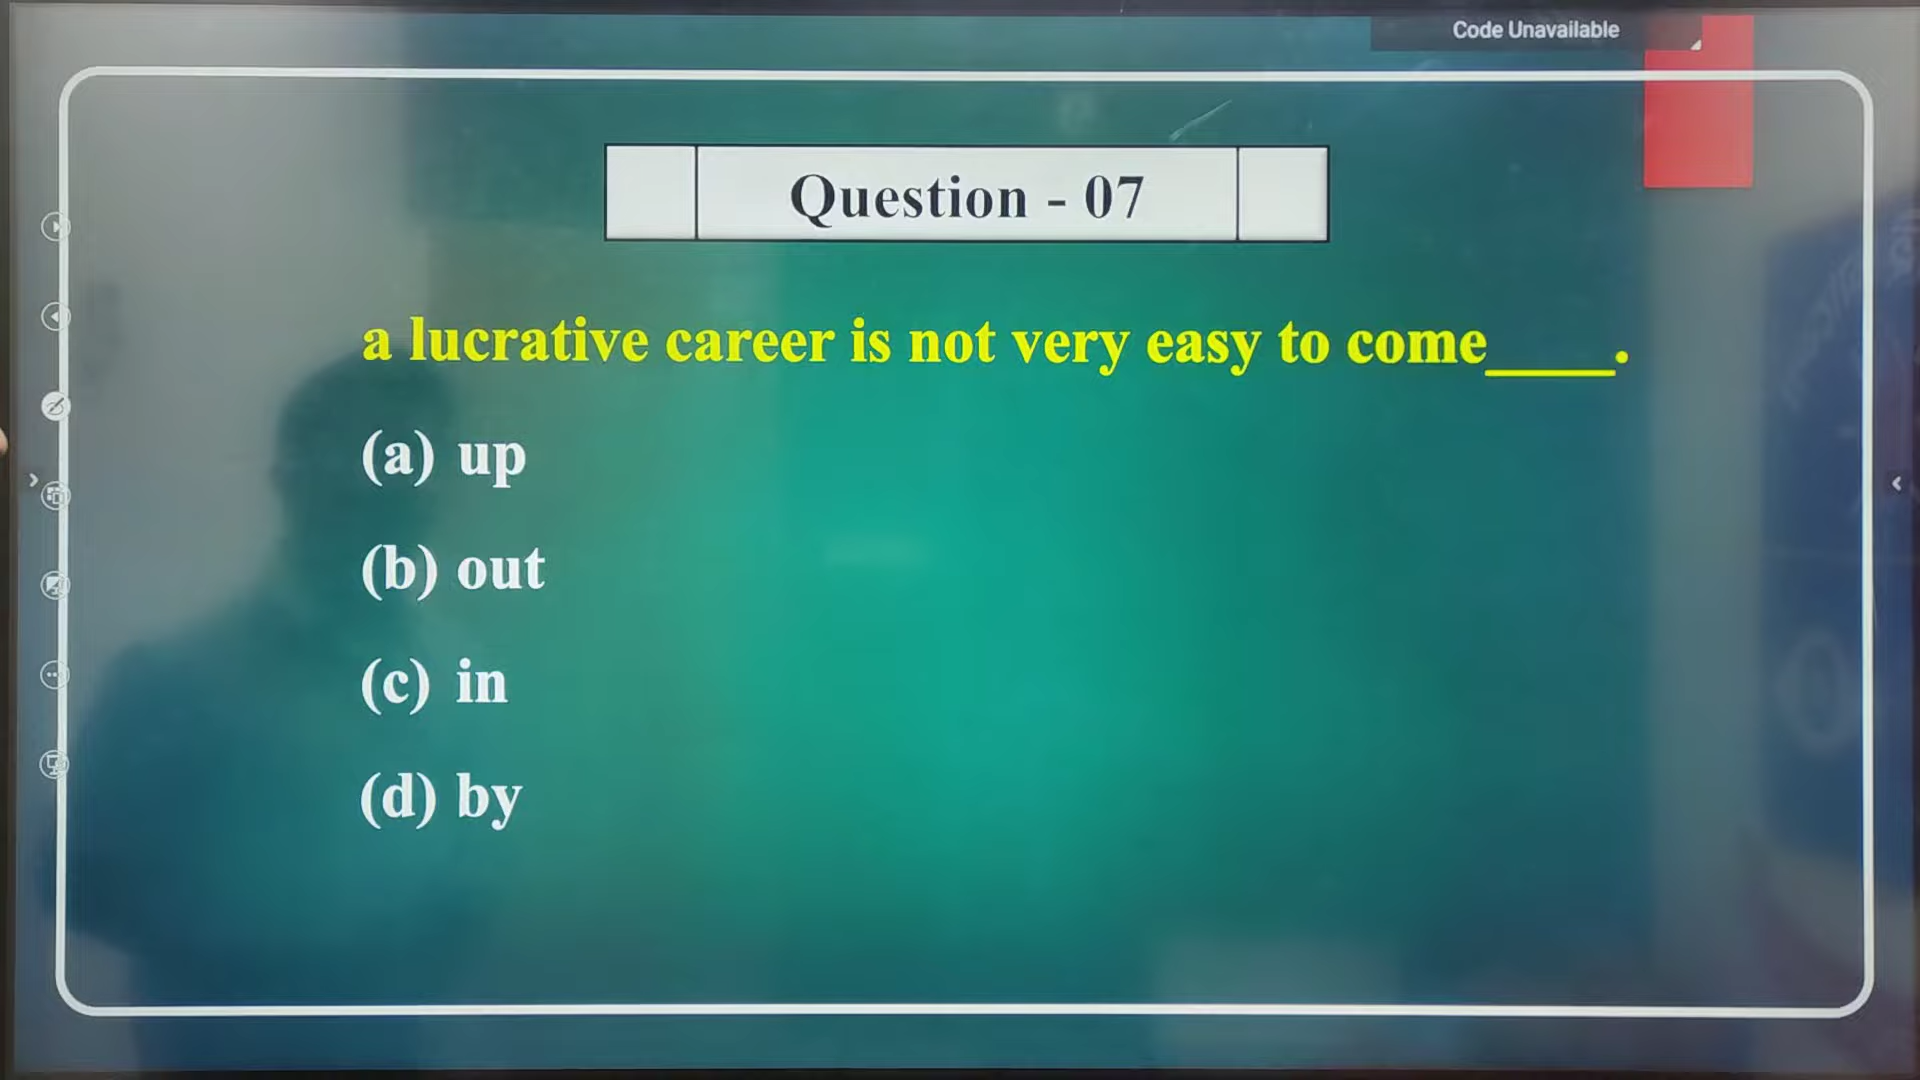 Code Unavailable
Question - 07
a lucrative career is not very easy to come____.
(a) up
(b) out
(c) in
(d) by